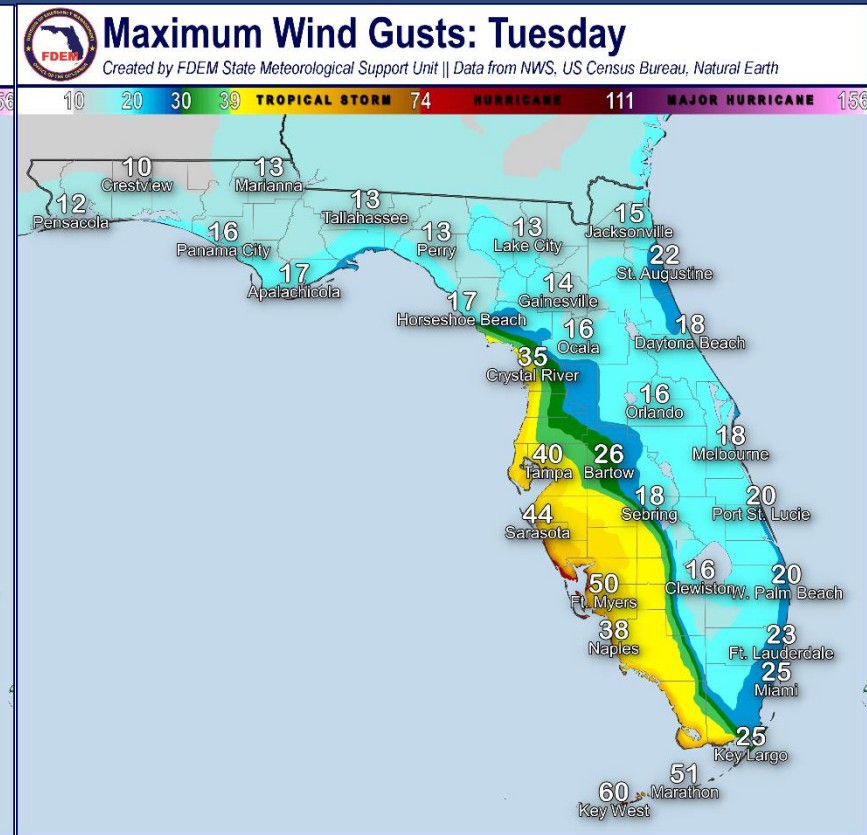 Maximum Wind Gusts: Tuesday
Created by FDEM State Meteorological Support Unit || Data from NWS, US Census Bureau, Natural Earth
FDEM
10 20 30 39 TROPICAL STORM 74 HURRICANE 111 MAJOR HURRICANE 156
10
Crestview
13
Marianna
12
Pensacola
16
Panama City
13
Tallahassee
13
Perry
13
Lake City
15
Jacksonville
22
St. Augustine
17
Apalachicola
14
Gainesville
17
Horseshoe Beach
16
Ocala
18
Daytona Beach
35
Crystal River
16
Orlando
18
Melbourne
40
Tampa
26
Bartow
18
Sebring
20
Port St. Lucie
44
Sarasota
16
Clewiston
20
W. Palm Beach
50
Ft. Myers
38
Naples
23
Ft. Lauderdale
25
Miami
25
Key Largo
51
Marathon
60
Key West